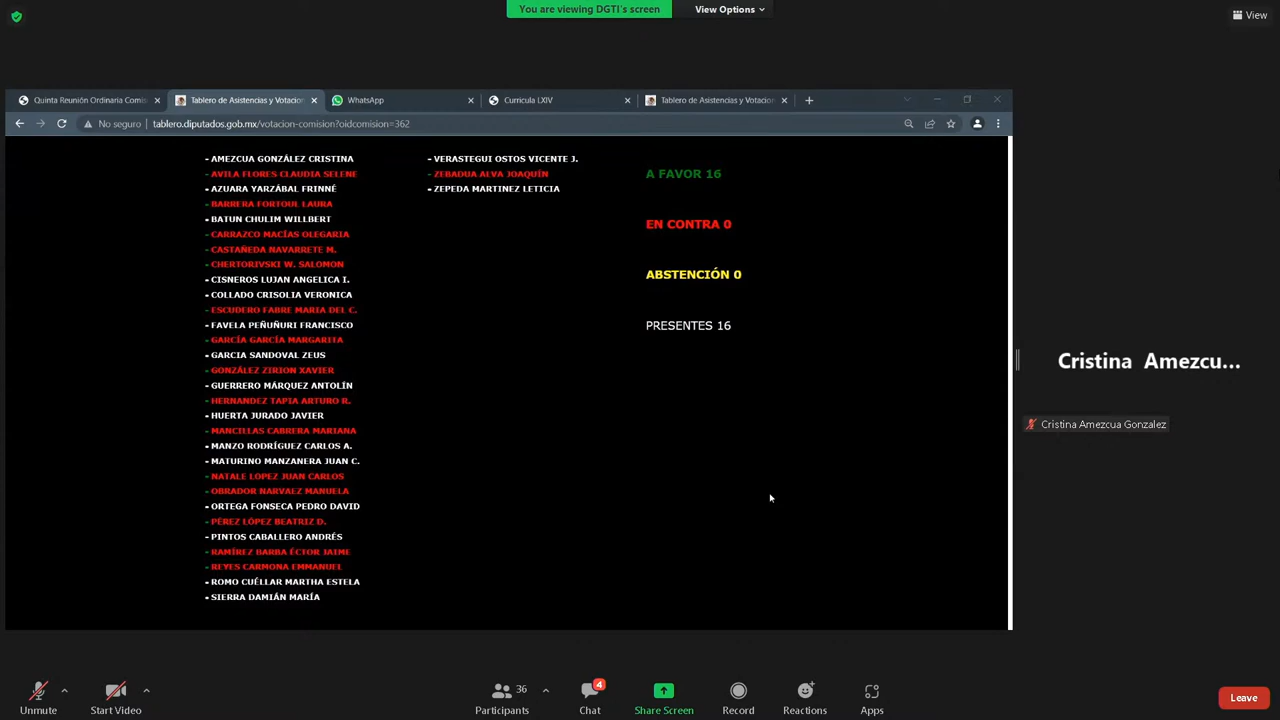 You are viewing DGTI's screen
View Options
View
Quinta Reunión Ordinaria Comis
Tablero de Asistencias y Votacion
WhatsApp
Curricula LXIV
Tablero de Asistencias y Votacion
No seguro
tablero.diputados.gob.mx/votacion-comision?oidcomision=362
- AMEZCUA GONZÁLEZ CRISTINA
- AVILA FLORES CLAUDIA SELENE
- AZUARA YARZÁBAL FRINNÉ
- BARRERA FORTOUL LAURA
- BATUN CHULIM WILLBERT
- CARRAZCO MACÍAS OLEGARIA
- CASTAÑEDA NAVARRETE M.
- CHERTORIVSKI W. SALOMON
- CISNEROS LUJAN ANGELICA I.
- COLLADO CRISOLIA VERONICA
- ESCUDERO FABRE MARIA DEL C.
- FAVELA PEÑUÑURI FRANCISCO
- GARCÍA GARCÍA MARGARITA
- GARCIA SANDOVAL ZEUS
- GONZÁLEZ ZIRION XAVIER
- GUERRERO MÁRQUEZ ANTOLÍN
- HERNANDEZ TAPIA ARTURO R.
- HUERTA JURADO JAVIER
- MANCILLAS CABRERA MARIANA
- MANZO RODRÍGUEZ CARLOS A.
- MATURINO MANZANERA JUAN C.
- NATALE LOPEZ JUAN CARLOS
- OBRADOR NARVAEZ MANUELA
- ORTEGA FONSECA PEDRO DAVID
- PÉREZ LÓPEZ BEATRIZ D.
- PINTOS CABALLERO ANDRÉS
- RAMÍREZ BARBA ÉCTOR JAIME
- REYES CARMONA EMMANUEL
- ROMO CUÉLLAR MARTHA ESTELA
- SIERRA DAMIÁN MARÍA
- VERASTEGUI OSTOS VICENTE J.
- ZEBADUA ALVA JOAQUÍN
- ZEPEDA MARTINEZ LETICIA
A FAVOR 16
EN CONTRA 0
ABSTENCIÓN 0
PRESENTES 16
Cristina Amezcu...
Cristina Amezcua Gonzalez
Unmute
Start Video
36
Participants
4
Chat
Share Screen
Record
Reactions
Apps
Leave